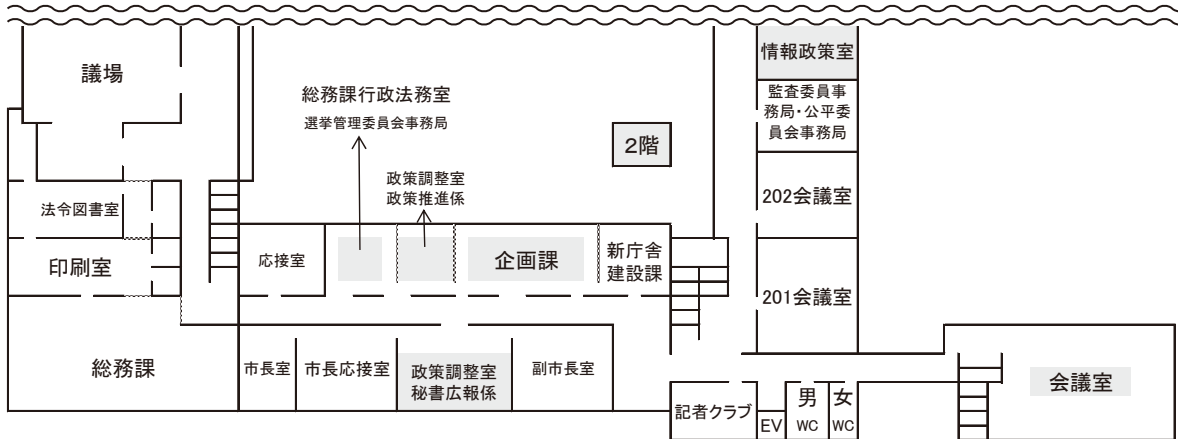 議場
総務課行政法務室
選挙管理委員会事務局
2階
情報政策室
監査委員事
務局・公平委
員会事務局
政策調整室
政策推進係
202会議室
法令図書室
印刷室
応接室
企画課
新庁舎
建設課
201会議室
総務課
市長室
市長応接室
政策調整室
秘書広報係
副市長室
記者クラブ
EV
男
WC
女
WC
会議室